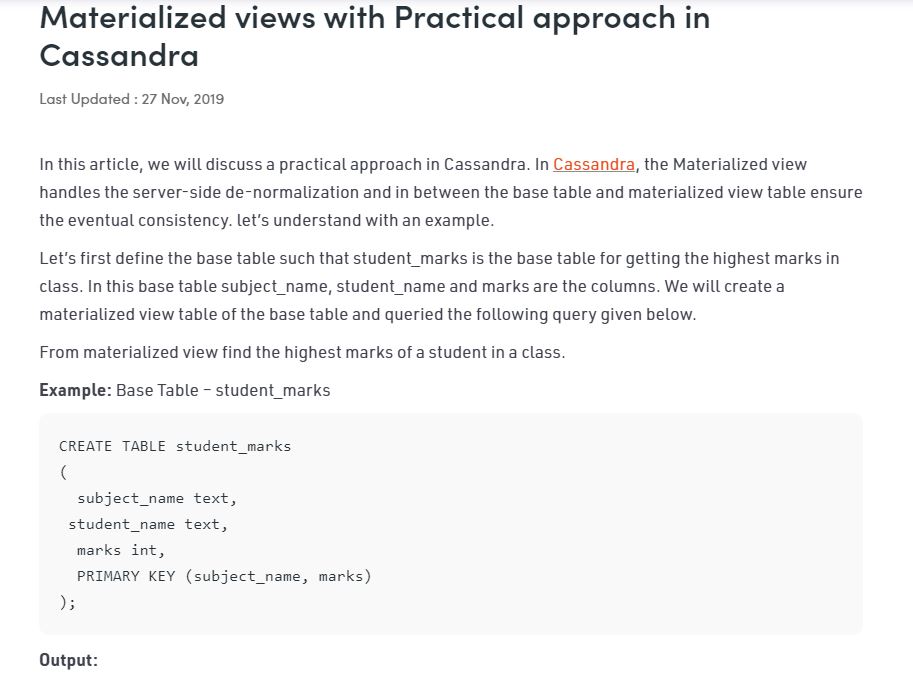 Materialized views with Practical approach in
Cassandra
Last Updated : 27 Nov, 2019
In this article, we will discuss a practical approach in Cassandra. In Cassandra, the Materialized view
handles the server-side de-normalization and in between the base table and materialized view table ensure
the eventual consistency. let's understand with an example.
Let's first define the base table such that student_marks is the base table for getting the highest marks in
class. In this base table subject_name, student_name and marks are the columns. We will create a
materialized view table of the base table and queried the following query given below.
From materialized view find the highest marks of a student in a class.
Example: Base Table – student_marks
CREATE TABLE student_marks
(
  subject_name text,
 student_name text,
  marks int,
  PRIMARY KEY (subject_name, marks)
);
Output: